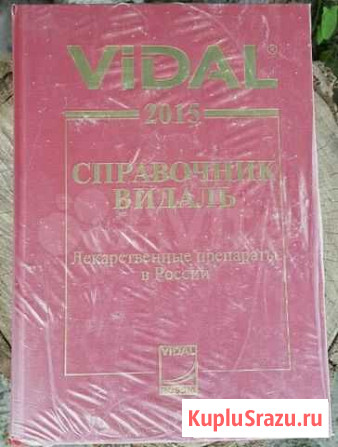 ViDAL®
2015
СПРАВОЧНИК
ВИДАЛЬ
Лекарственные препараты
в России
ViDAL
KupluSrazu.ru